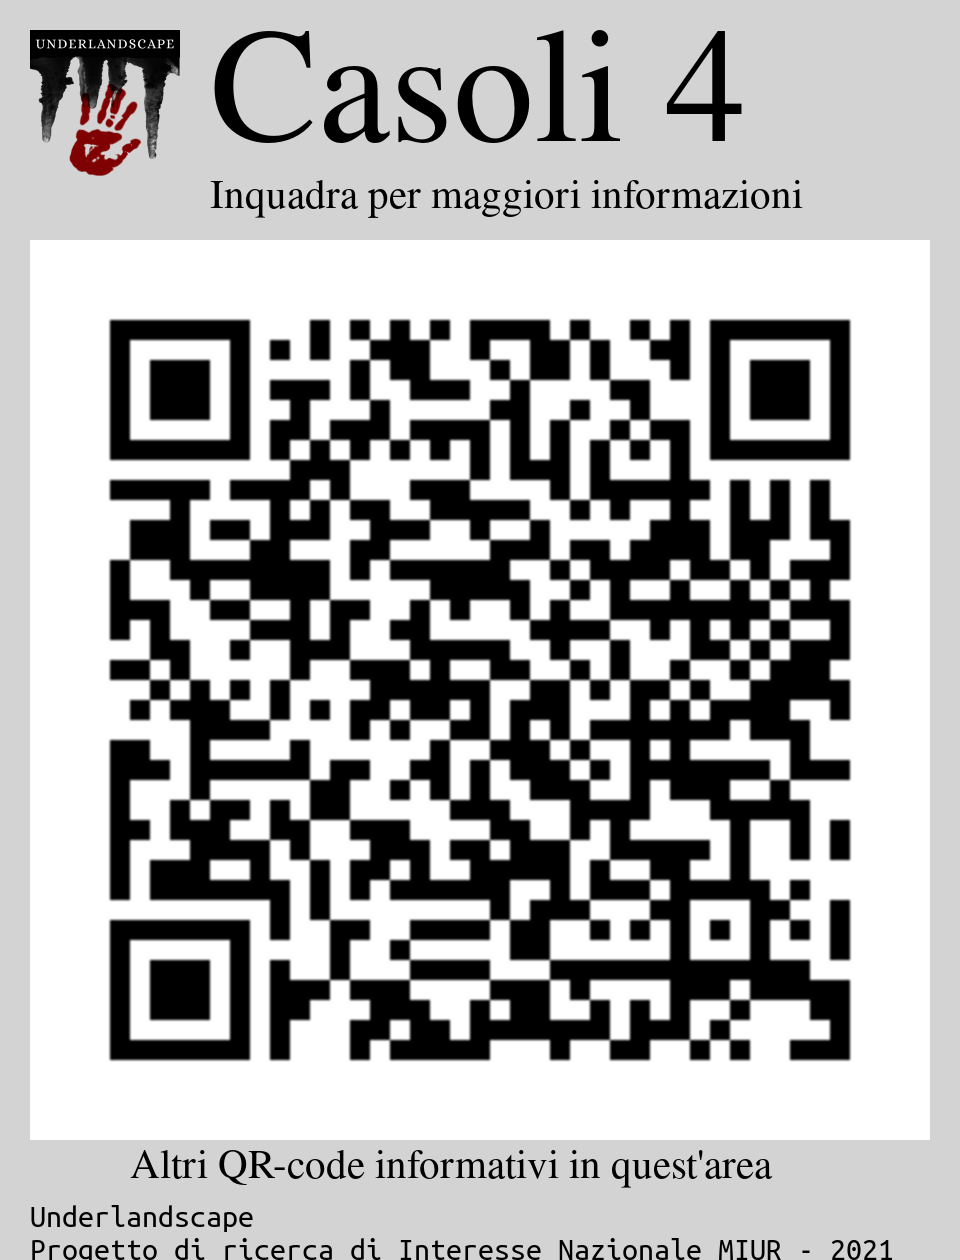 UNDERLANDSCAPE
Casoli 4
Inquadra per maggiori informazioni
Altri QR-code informativi in quest'area
Underlandscape
Progetto di ricerca di Interesse Nazionale MIUR - 2021